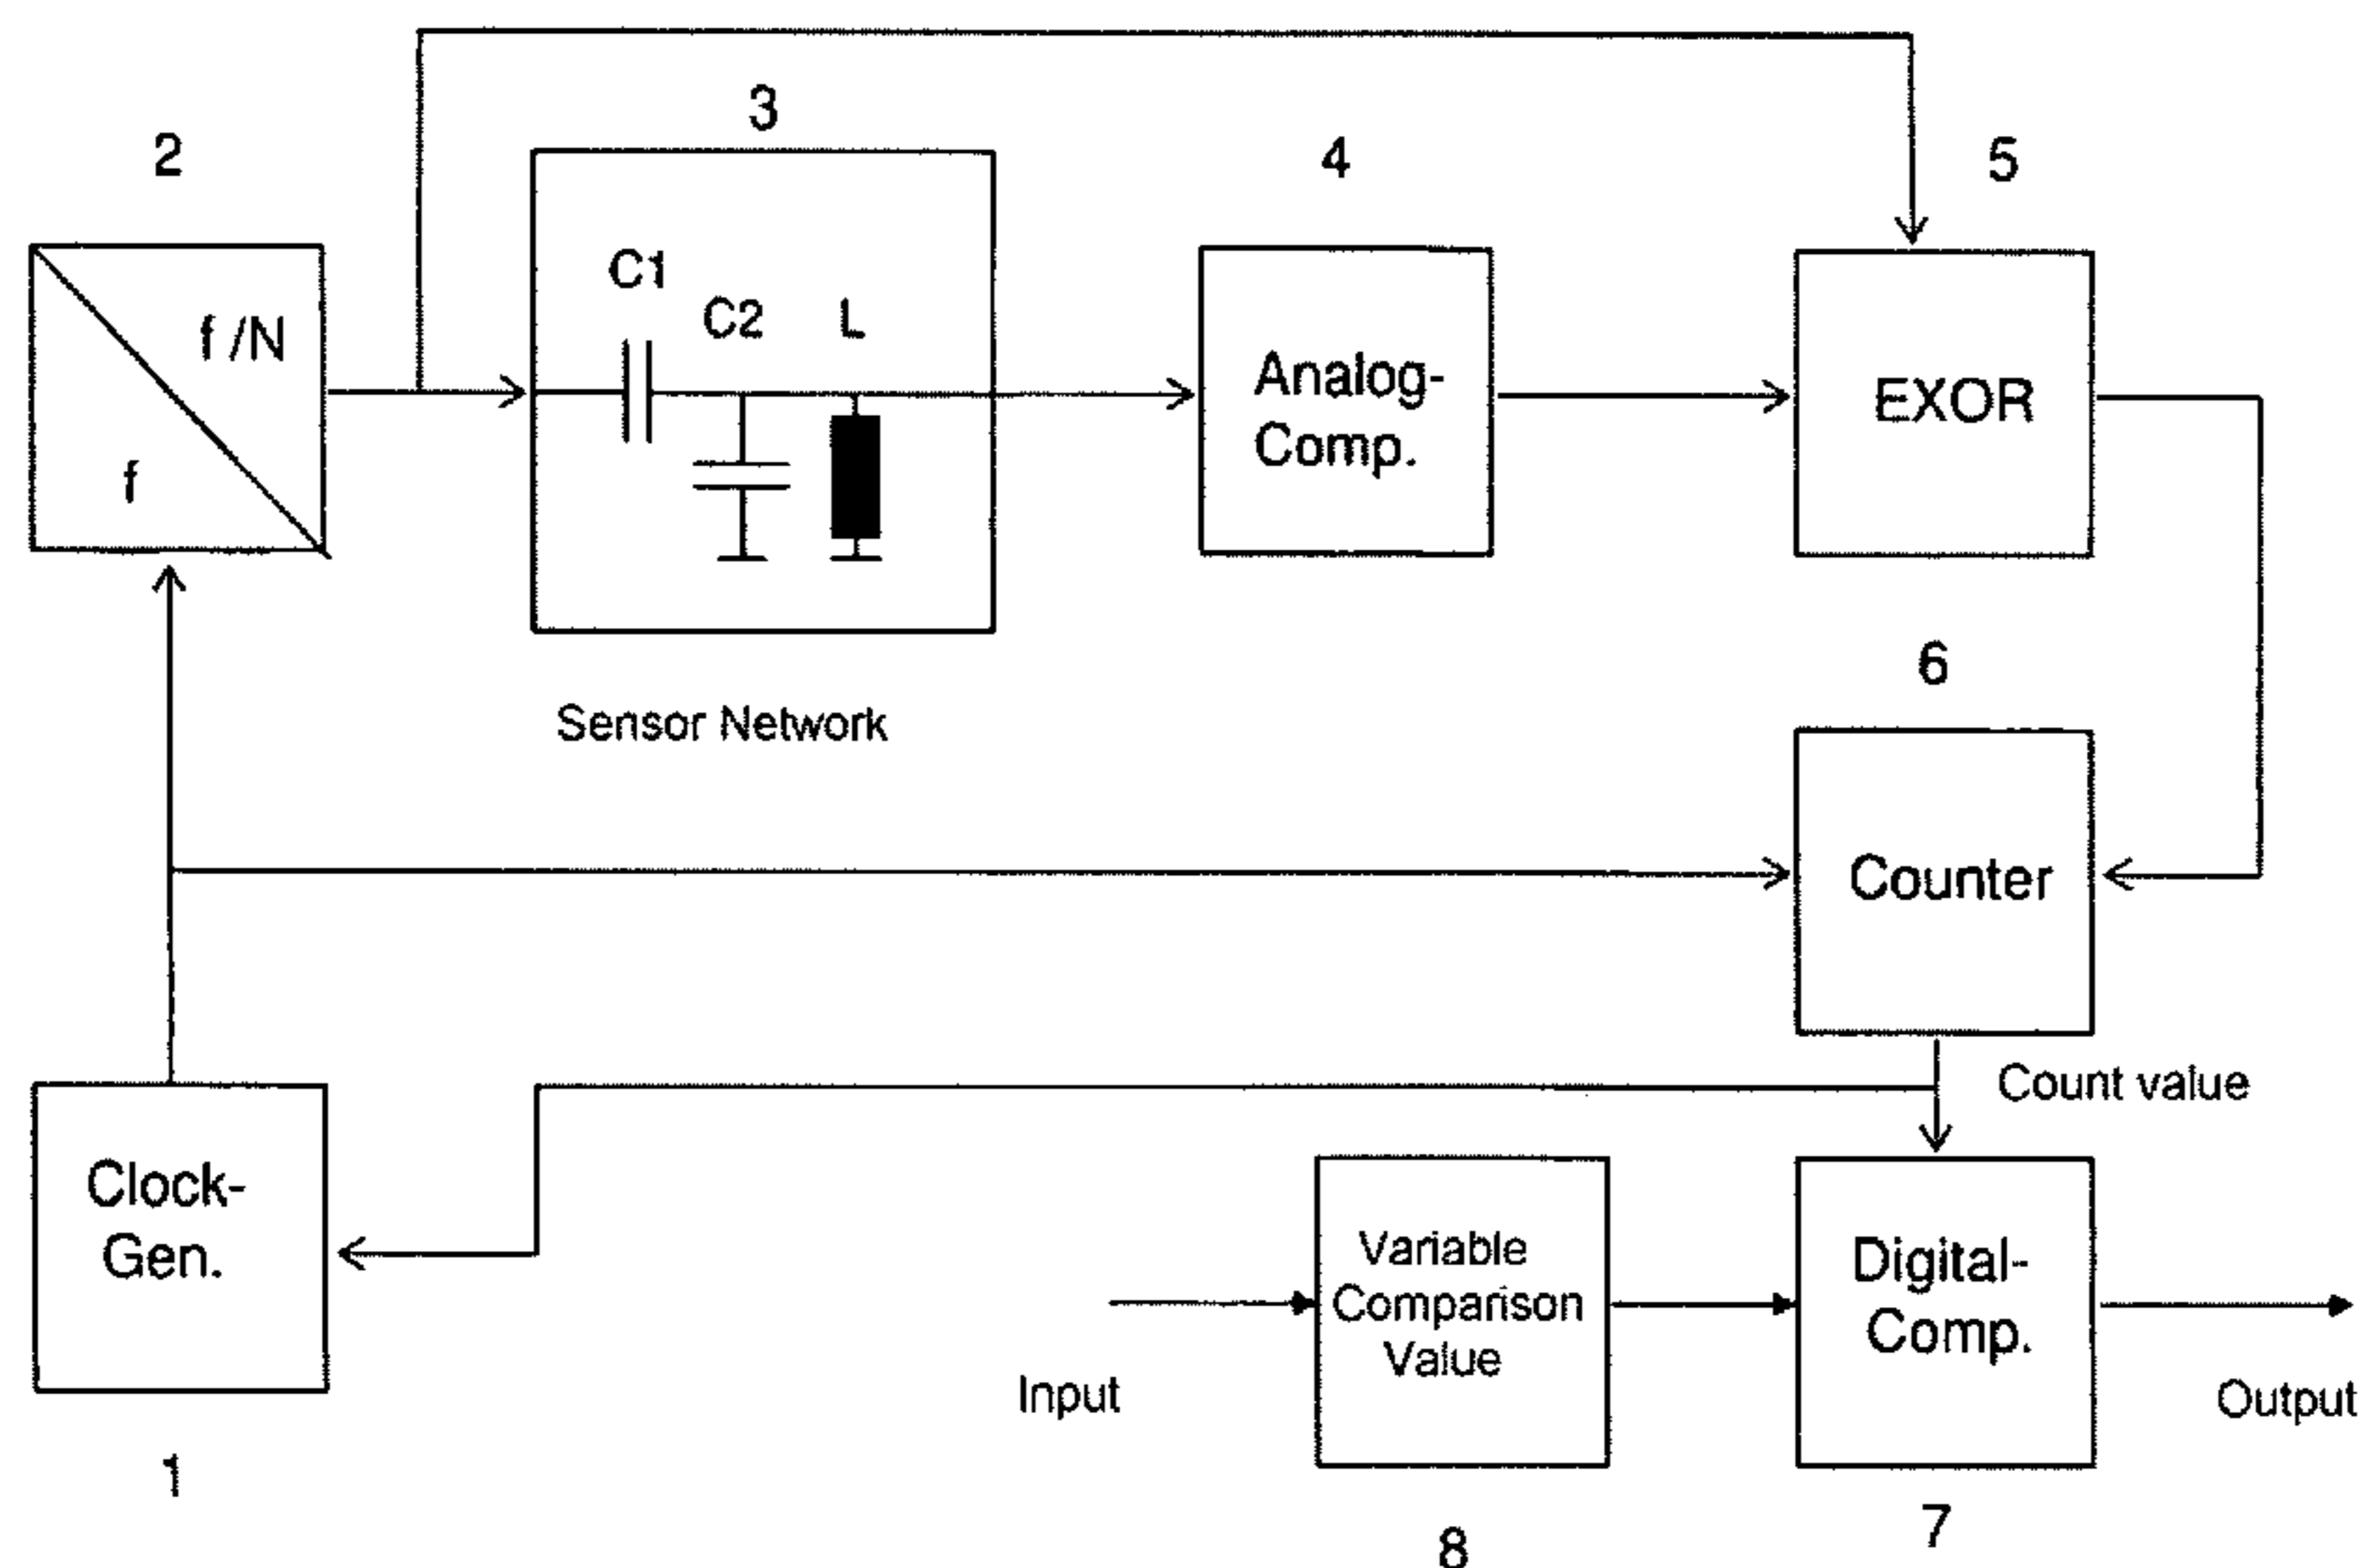 3
2
4
5
C1
C2
L
f /N
f
Analog-
Comp.
EXOR
6
Sensor Network
Counter
Count value
Clock-
Gen.
Variable
Comparison
Value
Digital-
Comp.
Input
Output
1
8
7